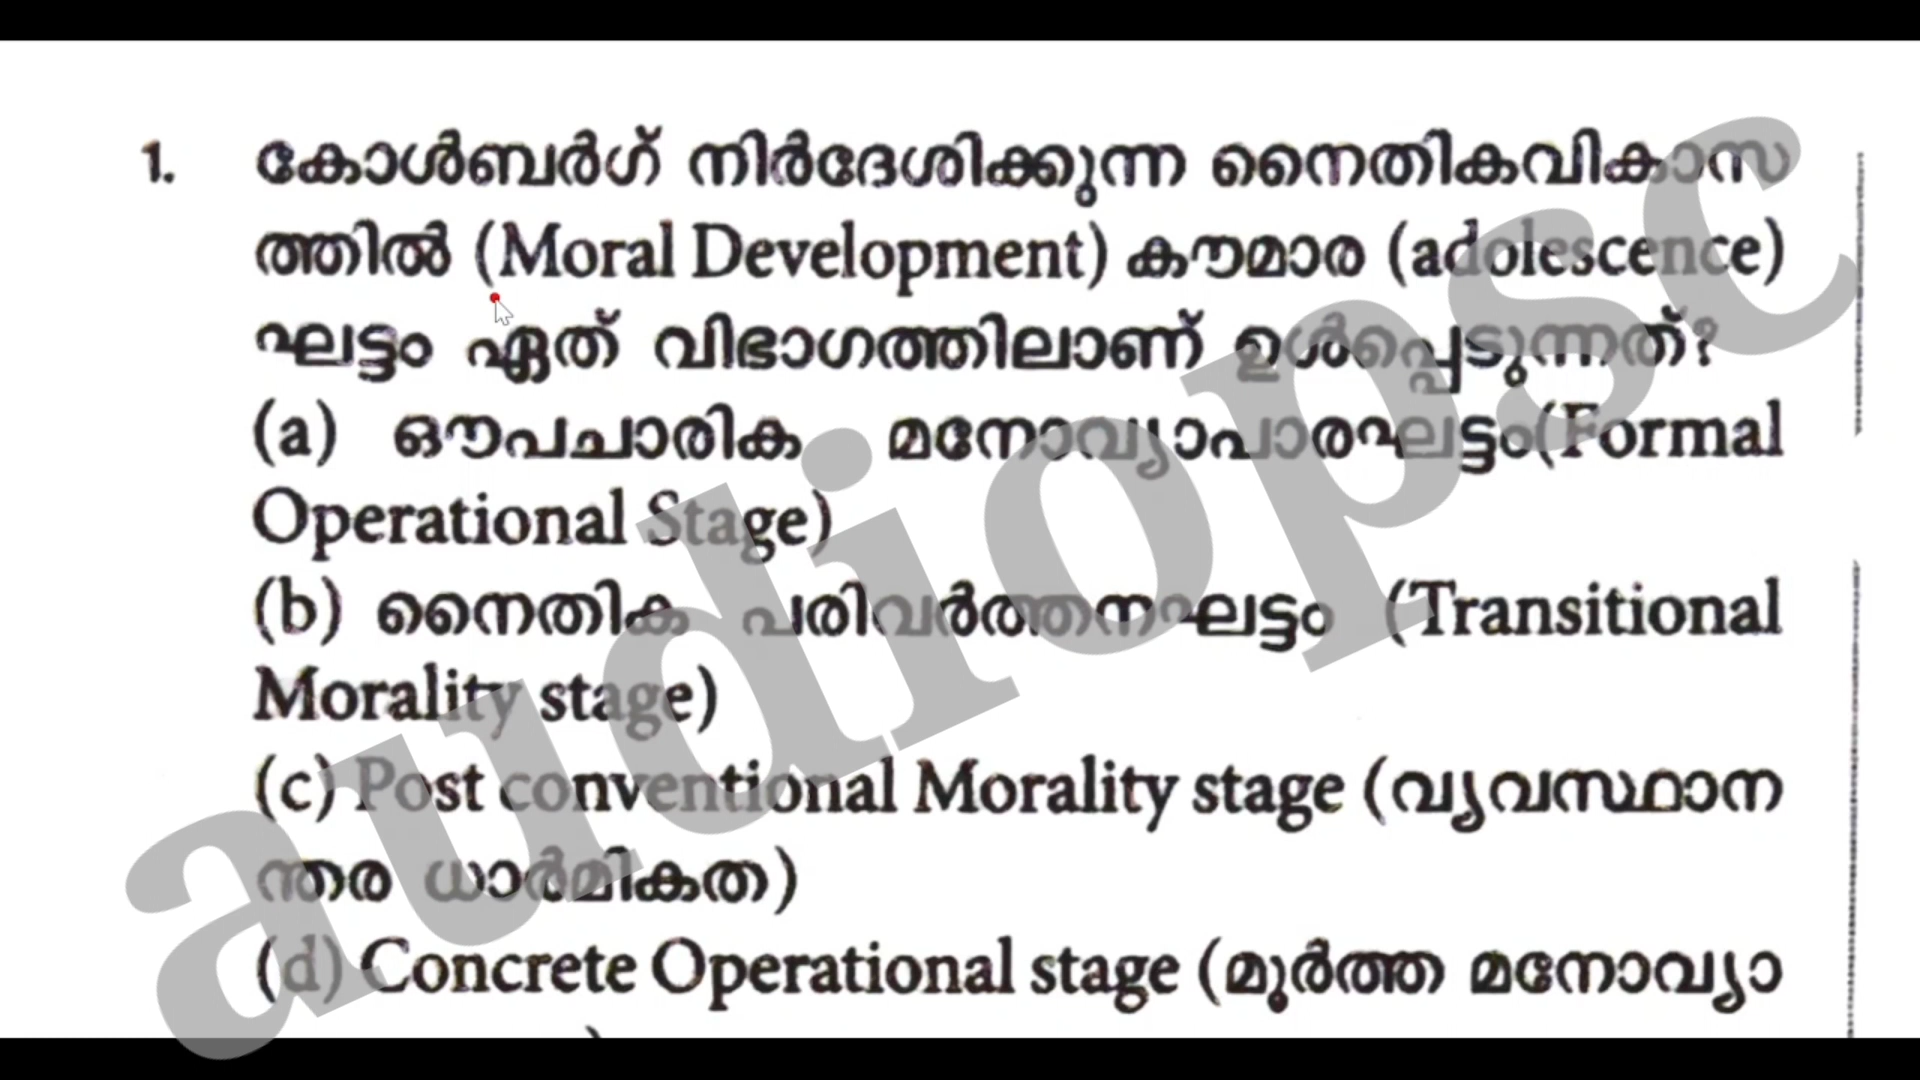 1. കോൾബർഗ് നിർദേശിക്കുന്ന നൈതികവികാസ
ത്തിൽ (Moral Development) കൗമാര (adolescence)
ഘട്ടം ഏത് വിഭാഗത്തിലാണ് ഉൾപ്പെടുന്നത്?
(a) ഔപചാരിക മനോവ്യാപാരഘട്ടം(Formal
Operational Stage)
(b) നൈതിക പരിവർത്തനഘട്ടം (Transitional
Morality stage)
(c) Post conventional Morality stage (വ്യവസ്ഥാന
ന്തര ധാർമികത)
(d) Concrete Operational stage (മൂർത്ത മനോവ്യാ
audiopsc